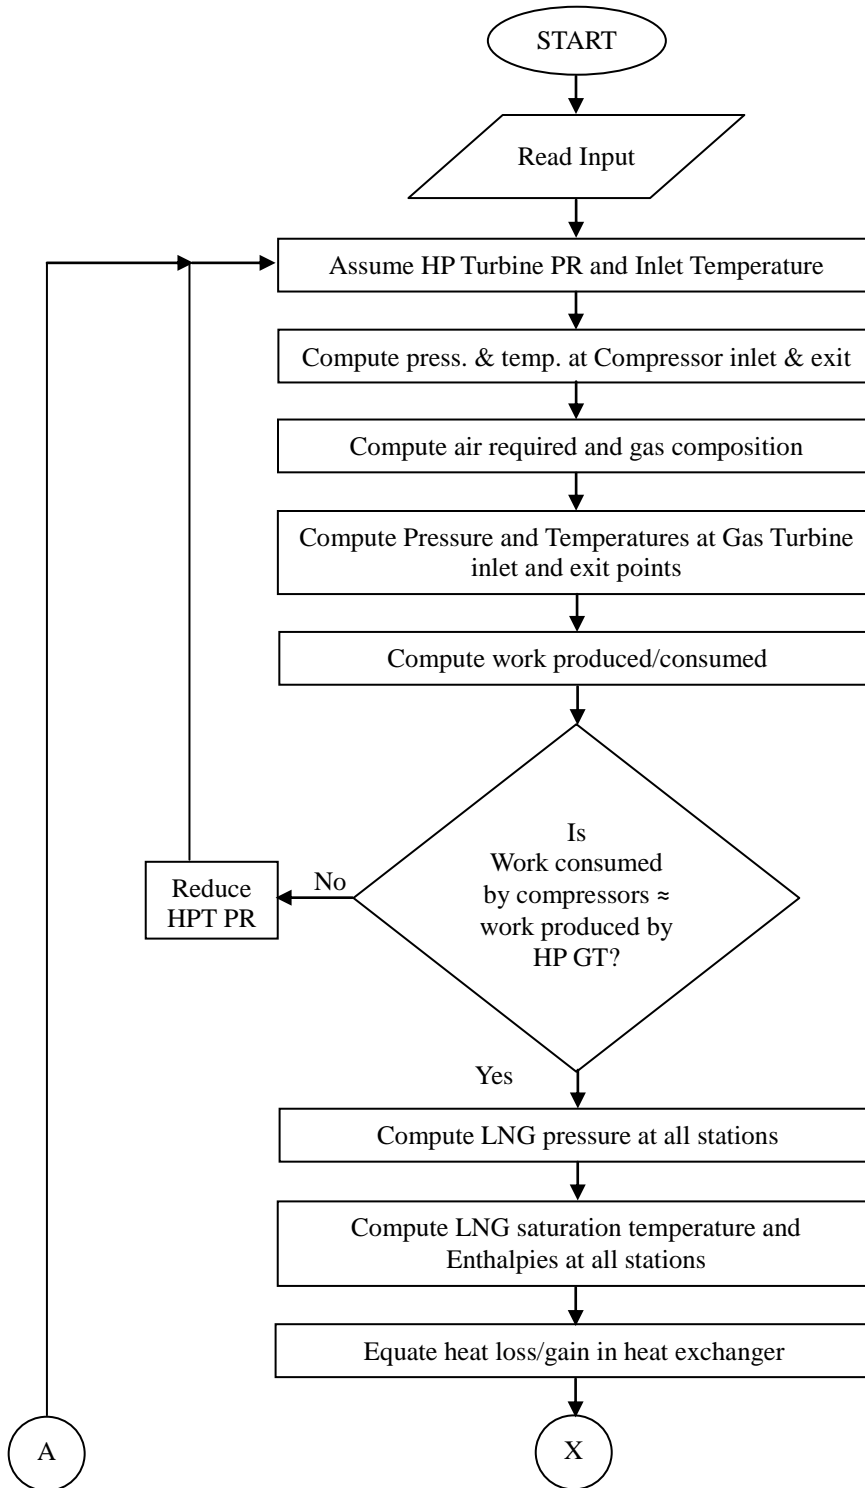 START
Read Input
Assume HP Turbine PR and Inlet Temperature
Compute press. & temp. at Compressor inlet & exit
Compute air required and gas composition
Compute Pressure and Temperatures at Gas Turbine
inlet and exit points
Compute work produced/consumed
Is
Work consumed
by compressors ≈
work produced by
HP GT?
No
Reduce
HPT PR
Yes
Compute LNG pressure at all stations
Compute LNG saturation temperature and
Enthalpies at all stations
Equate heat loss/gain in heat exchanger
A
X